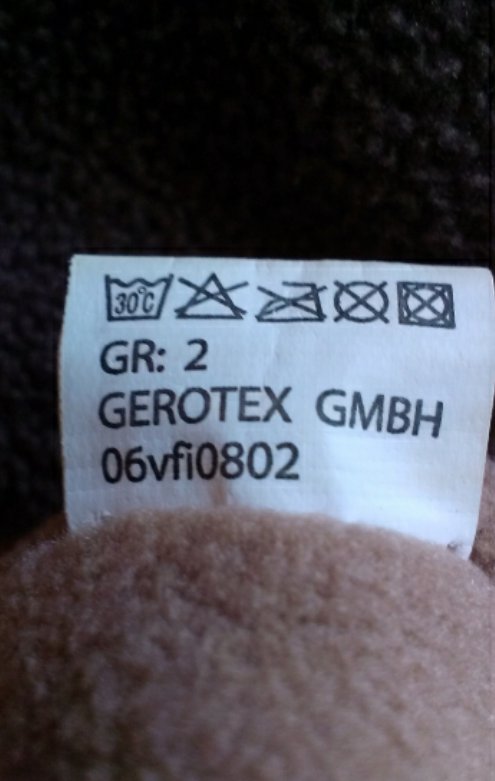 30°C
GR: 2
GEROTEX GMBH
06vfi0802